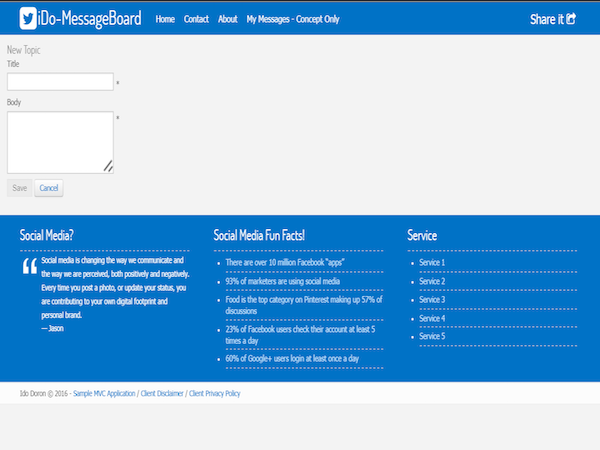 iDo-MessageBoard Home Contact About My Messages - Concept Only Share it
New Topic
Title
*
Body
*
Save Cancel
Social Media?
“ Social media is changing the way we communicate and
the way we are perceived, both positively and negatively.
Every time you post a photo, or update your status, you
are contributing to your own digital footprint and
personal brand.
— Jason
Social Media Fun Facts!
There are over 10 million Facebook "apps"
93% of marketers are using social media
Food is the top category on Pinterest making up 57% of
discussions
23% of Facebook users check their account at least 5
times a day
60% of Google+ users login at least once a day
Service
Service 1
Service 2
Service 3
Service 4
Service 5
Ido Doron © 2016 - Sample MVC Application / Client Disclaimer / Client Privacy Policy